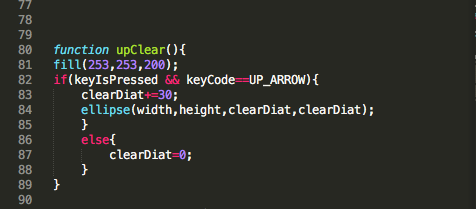 77
78
79
80 function upClear(){
81 fill(253,253,200);
82 if(keyIsPressed && keyCode==UP_ARROW){
83     clearDiat+=30;
84     ellipse(width,height,clearDiat,clearDiat);
85     }
86     else{
87         clearDiat=0;
88     }
89 }
90